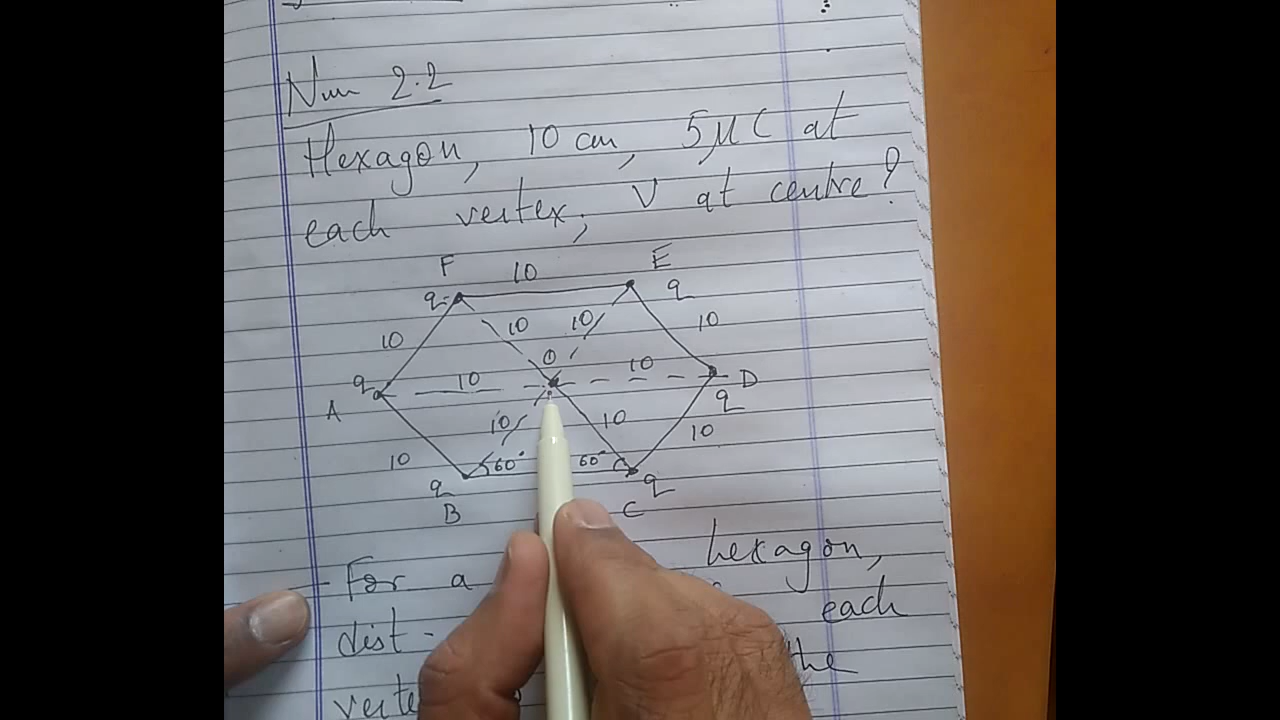 Num 2.2
Hexagon, 10 cm, 5μC at
each vertex, V at centre?
F 10 E
q q
10 10 10 10
O
q 10 10 D
A q
10 10 10 10
60° 60°
q q
B C
For a hexagon,
dist - each
the